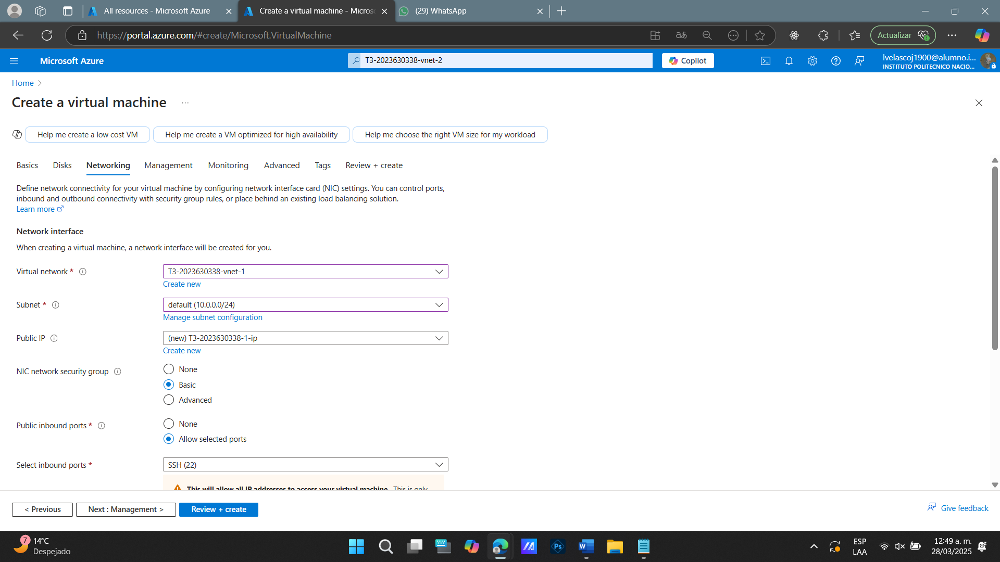 All resources - Microsoft Azure
Create a virtual machine - Micros
(29) WhatsApp
https://portal.azure.com/#create/Microsoft.VirtualMachine
aあ
Actualizar
Microsoft Azure
T3-2023630338-vnet-2
Copilot
lvelascoj1900@alumno.i...
INSTITUTO POLITECNICO NACIO...
Home
Create a virtual machine
Help me create a low cost VM
Help me create a VM optimized for high availability
Help me choose the right VM size for my workload
Basics
Disks
Networking
Management
Monitoring
Advanced
Tags
Review + create
Define network connectivity for your virtual machine by configuring network interface card (NIC) settings. You can control ports,
inbound and outbound connectivity with security group rules, or place behind an existing load balancing solution.
Learn more
Network interface
When creating a virtual machine, a network interface will be created for you.
Virtual network *
T3-2023630338-vnet-1
Create new
Subnet *
default (10.0.0.0/24)
Manage subnet configuration
Public IP
(new) T3-2023630338-1-ip
Create new
NIC network security group
None
Basic
Advanced
Public inbound ports *
None
Allow selected ports
Select inbound ports *
SSH (22)
This will allow all IP addresses to access your virtual machine. This is only
< Previous
Next : Management >
Review + create
Give feedback
7
14°C
Despejado
Ps
W
ESP
LAA
12:49 a. m.
28/03/2025